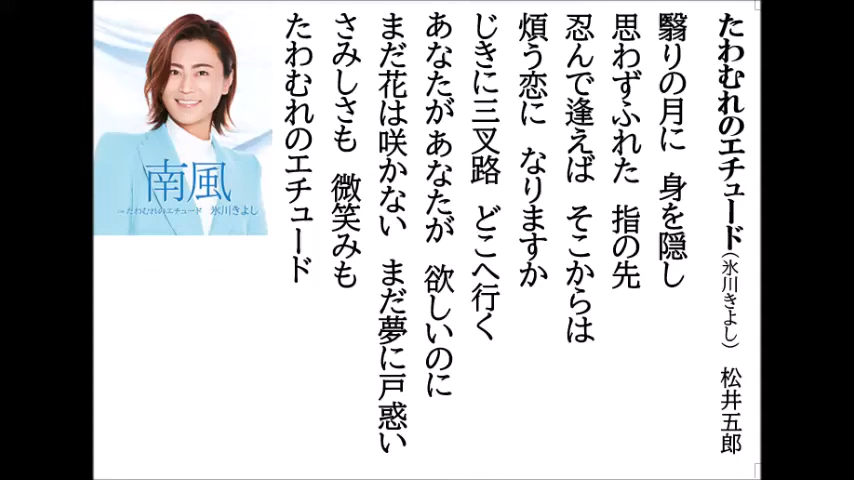 たわむれのエチュード（氷川きよし） 松井五郎
翳りの月に 身を隠し
思わずふれた 指の先
忍んで逢えば そこからは
煩う恋に なりますか
じきに三叉路 どこへ行く
あなたが あなたが 欲しいのに
まだ花は咲かない まだ夢に戸惑い
さみしさも 微笑みも
たわむれのエチュード
南風
c/w たわむれのエチュード 氷川きよし